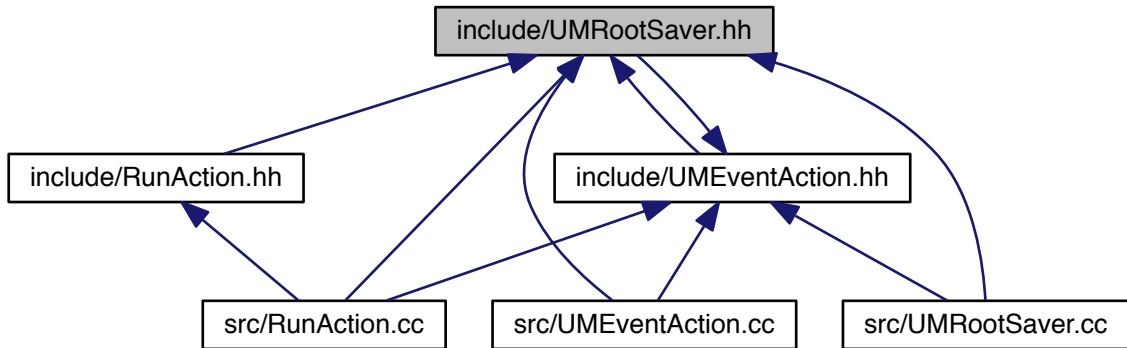 include/UMRootSaver.hh
include/RunAction.hh
include/UMEventAction.hh
src/RunAction.cc
src/UMEventAction.cc
src/UMRootSaver.cc